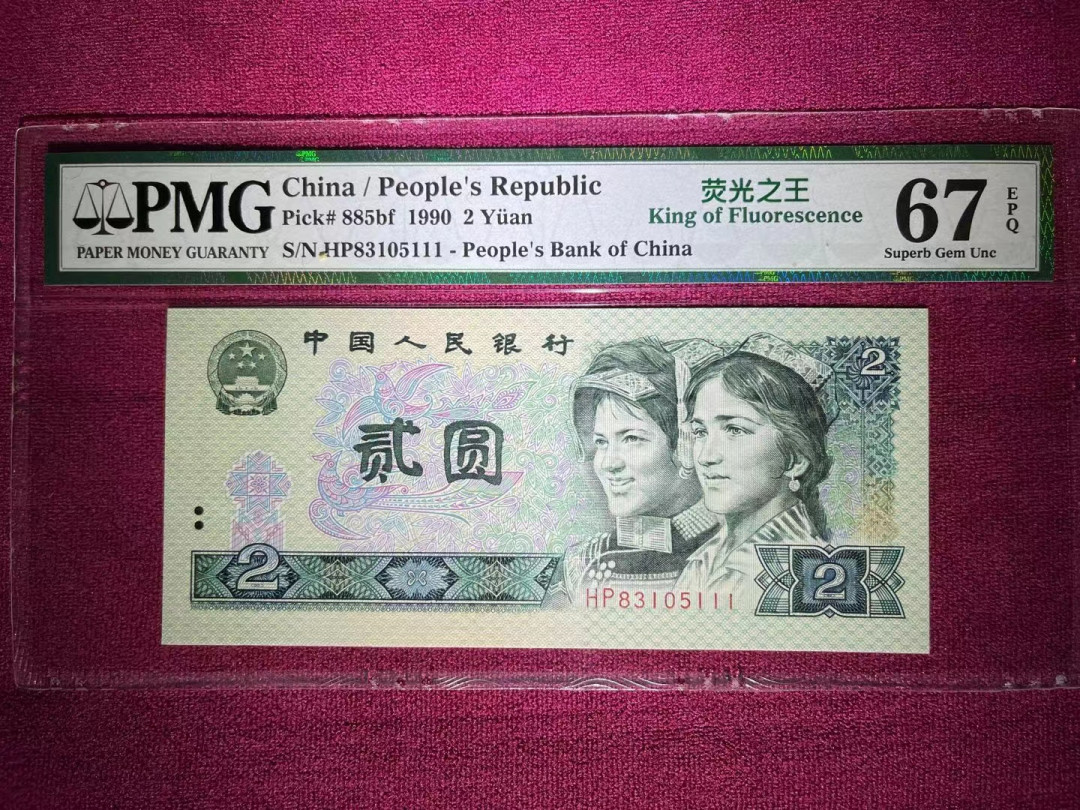 PMG
PAPER MONEY GUARANTY
China / People's Republic
Pick# 885bf 1990 2 Yüan
S/N HP83105111 - People's Bank of China
荧光之王
King of Fluorescence
67
EPQ
Superb Gem Unc
中国人民银行
2
贰圆
2
2
HP83105111